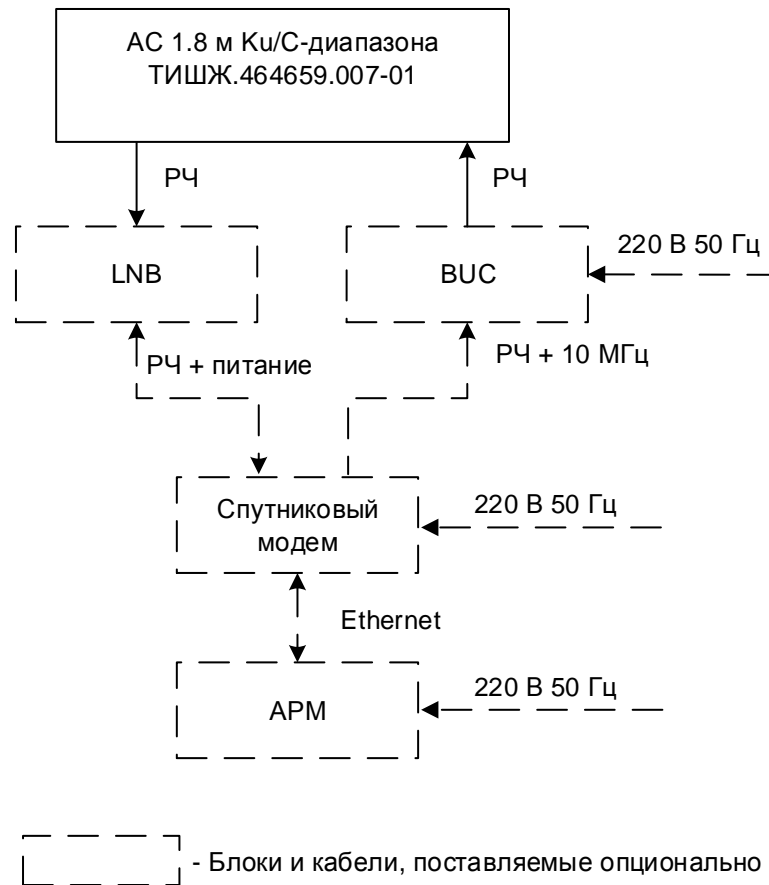 АС 1.8 м Ku/C-диапазона
ТИШЖ.464659.007-01
РЧ
РЧ
LNB
BUC
220 В 50 Гц
РЧ + питание
РЧ + 10 МГц
Спутниковый
модем
220 В 50 Гц
Ethernet
АРМ
220 В 50 Гц
- Блоки и кабели, поставляемые опционально